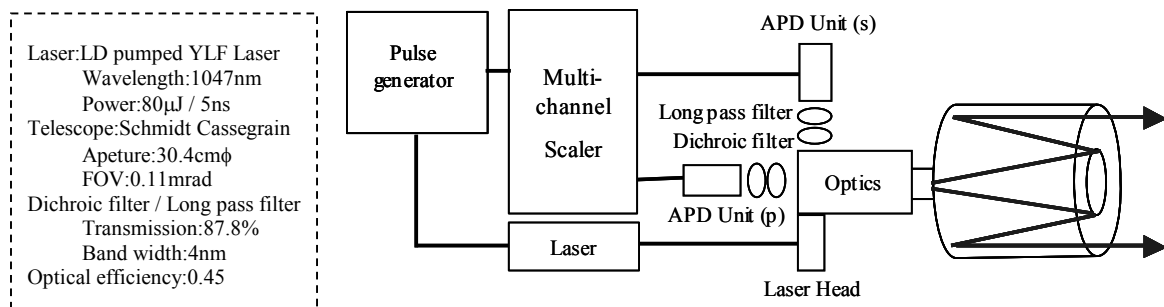 Laser:LD pumped YLF Laser
Wavelength:1047nm
Power:80μJ / 5ns
Telescope:Schmidt Cassegrain
Apeture:30.4cmϕ
FOV:0.11mrad
Dichroic filter / Long pass filter
Transmission:87.8%
Band width:4nm
Optical efficiency:0.45
Pulse
generator
Multi-
channel
Scaler
APD Unit (s)
Long pass filter
Dichroic filter
APD Unit (p)
Optics
Laser
Laser Head